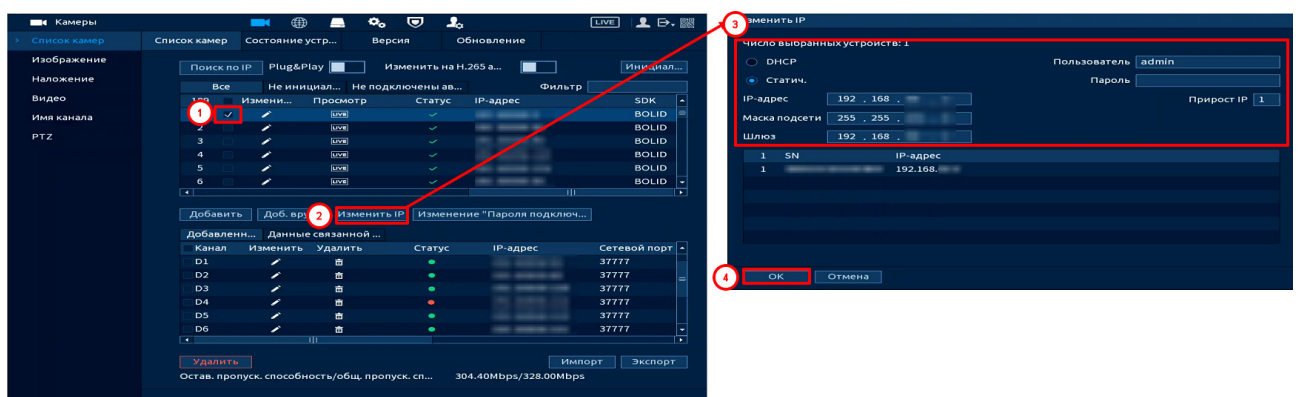 Камеры
LIVE
Список камер
Изображение
Наложение
Видео
Имя канала
PTZ
Список камер Состояние устр... Версия Обновление
Поиск по IP Plug&Play Изменить на H.265 а... Инициал...
Все Не инициал... Не подключены ав... Фильтр
Измени... Просмотр Статус IP-адрес SDK
1 LIVE BOLID
2 LIVE BOLID
3 LIVE BOLID
4 LIVE BOLID
5 LIVE BOLID
6 LIVE BOLID
Добавить Доб. вру 2 Изменить IP Изменение "Пароля подключ...
Добавленн... Данные связанной ...
Канал Изменить Удалить Статус IP-адрес Сетевой порт
D1 37777
D2 37777
D3 37777
D4 37777
D5 37777
D6 37777
Удалить Импорт Экспорт
Остав. пропуск. способность/общ. пропуск. сп... 304.40Mbps/328.00Mbps
3
зменить IP
Число выбранных устройств: 1
DHCP Пользователь admin
Статич. Пароль
IP-адрес 192 . 168 . Прирост IP 1
Маска подсети 255 . 255 .
Шлюз 192 . 168 .
1 SN IP-адрес
1 192.168.
4 OK Отмена